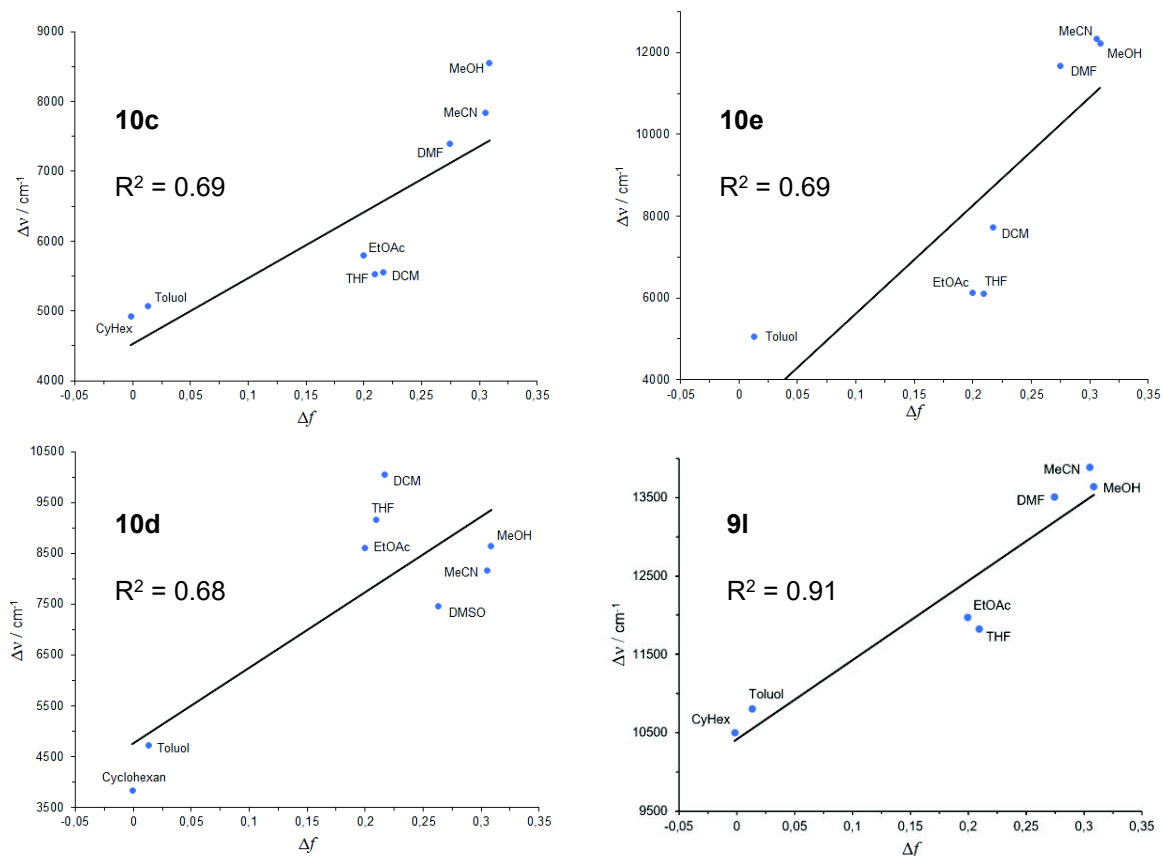 9000
8000
7000
6000
5000
4000
Δν / cm-1
10c
R2 = 0.69
MeOH
MeCN
DMF
EtOAc
THF
DCM
Toluol
CyHex
-0,05
0
0,05
0,1
0,15
0,2
0,25
0,3
0,35
Δf
12000
10000
8000
6000
4000
Δν / cm-1
10e
R2 = 0.69
MeCN
MeOH
DMF
DCM
EtOAc
THF
Toluol
-0,05
0
0,05
0,1
0,15
0,2
0,25
0,3
0,35
Δf
10500
9500
8500
7500
6500
5500
4500
3500
Δν / cm-1
10d
R2 = 0.68
DCM
THF
EtOAc
MeOH
MeCN
DMSO
Toluol
Cyclohexan
-0,05
0
0,05
0,1
0,15
0,2
0,25
0,3
0,35
Δf
13500
12500
11500
10500
9500
Δν / cm-1
9l
R2 = 0.91
MeCN
MeOH
DMF
EtOAc
THF
Toluol
CyHex
-0,05
0
0,05
0,1
0,15
0,2
0,25
0,3
0,35
Δf